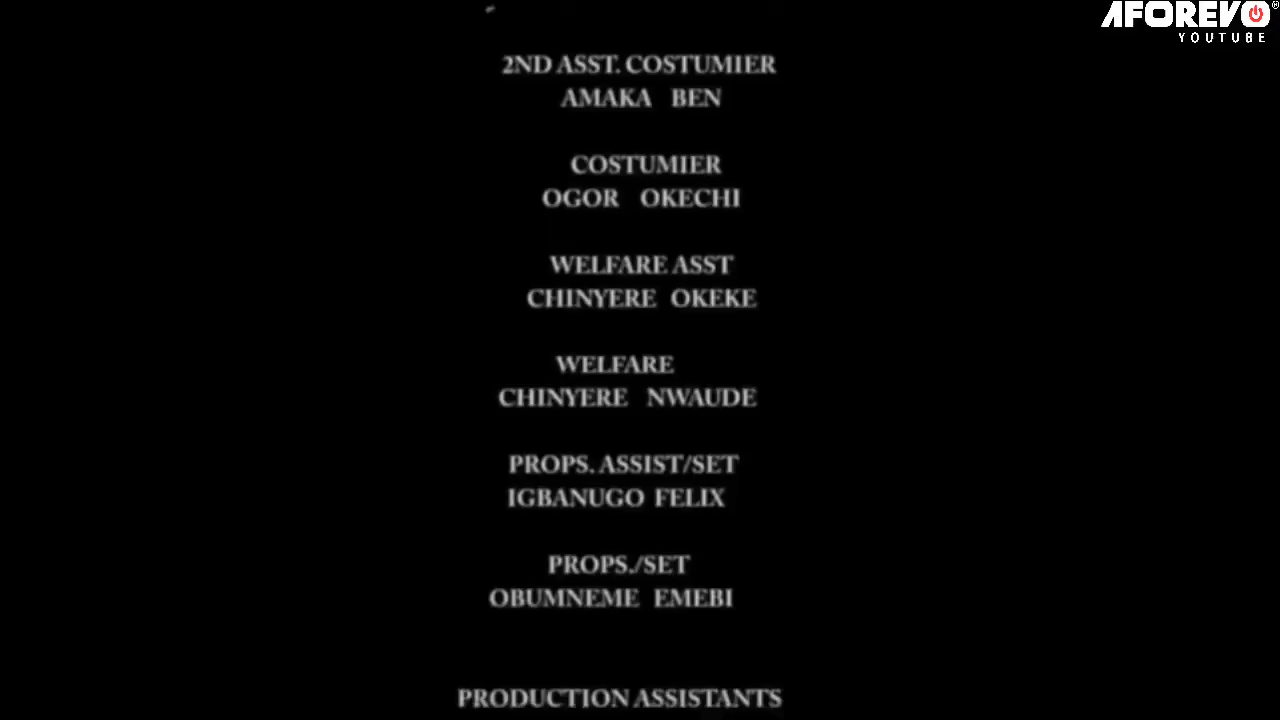 AFOREVO
YOUTUBE
2ND ASST. COSTUMIER
AMAKA BEN
COSTUMIER
OGOR OKECHI
WELFARE ASST
CHINYERE OKEKE
WELFARE
CHINYERE NWAUDE
PROPS. ASSIST/SET
IGBANUGO FELIX
PROPS./SET
OBUMNEME EMEBI
PRODUCTION ASSISTANTS